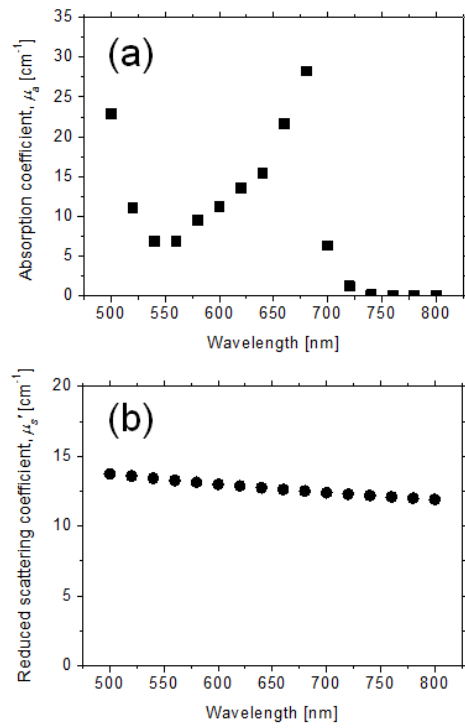 (a)
Absorption coefficient, μa [cm-1]
35
30
25
20
15
10
5
0
500 550 600 650 700 750 800
Wavelength [nm]
(b)
Reduced scattering coefficient, μs' [cm-1]
20
15
10
5
0
500 550 600 650 700 750 800
Wavelength [nm]